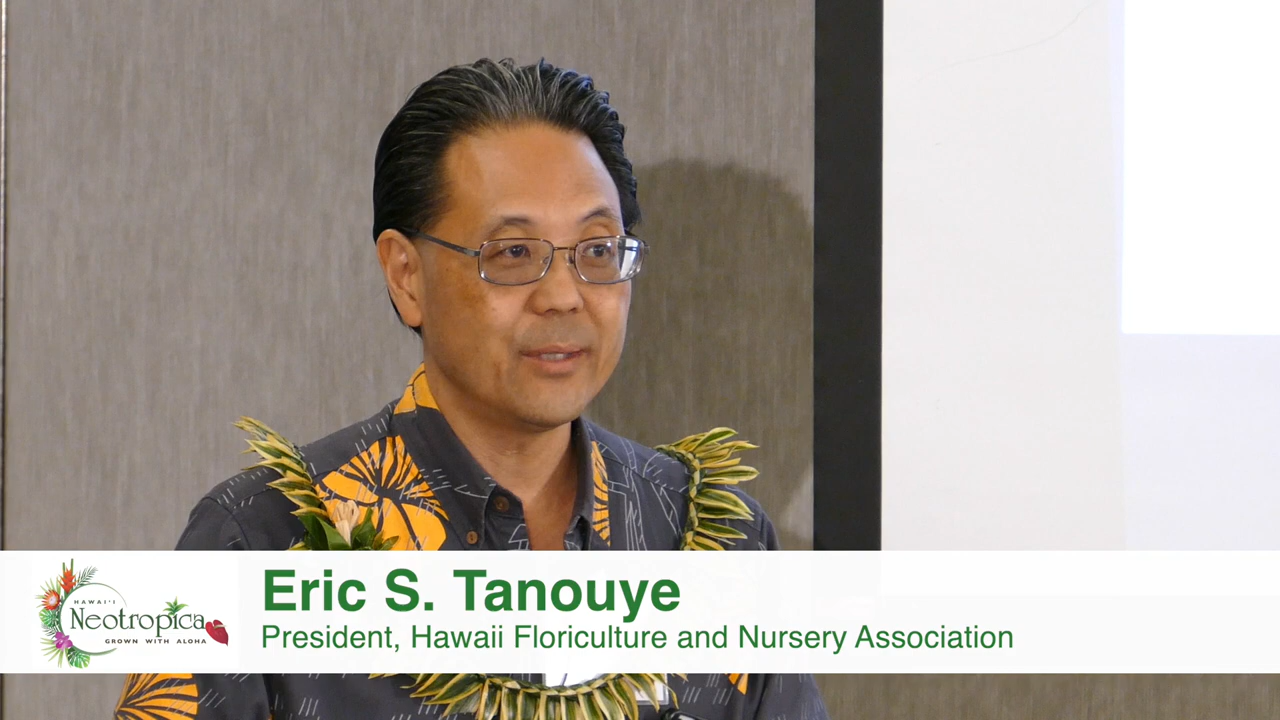 Eric S. Tanouye
President, Hawaii Floriculture and Nursery Association
HAWAI'I
Neotropica
GROWN WITH ALOHA